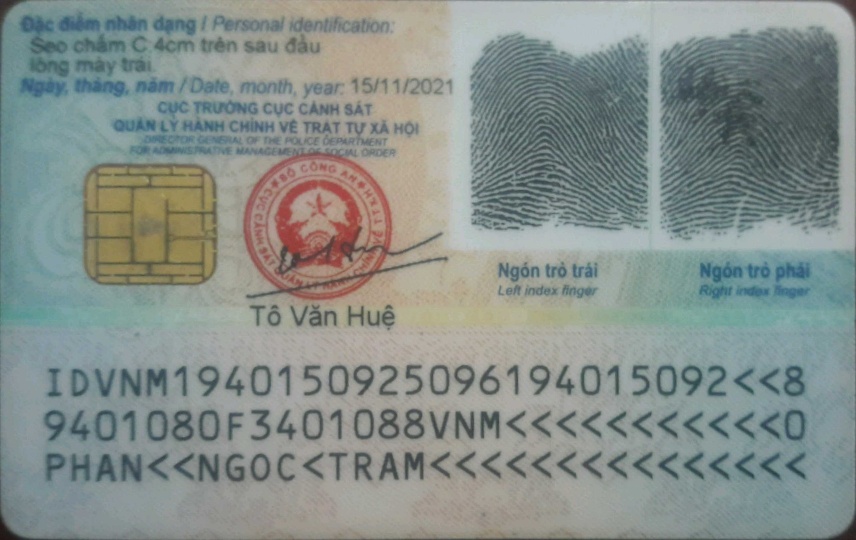 Đặc điểm nhân dạng / Personal identification:
Sẹo chấm C.4cm trên sau đầu
lông mày trái.
Ngày, tháng, năm / Date, month, year: 15/11/2021
CỤC TRƯỞNG CỤC CẢNH SÁT
QUẢN LÝ HÀNH CHÍNH VỀ TRẬT TỰ XÃ HỘI
DIRECTOR GENERAL OF THE POLICE DEPARTMENT
FOR ADMINISTRATIVE MANAGEMENT OF SOCIAL ORDER
BỘ CÔNG AN
Tô Văn Huệ
Ngón trỏ trái
Left index finger
Ngón trỏ phải
Right index finger
IDVNM1940150925096194015092<<8
9401080F3401088VNM<<<<<<<<<<<0
PHAN<<NGOC<TRAM<<<<<<<<<<<<<<<